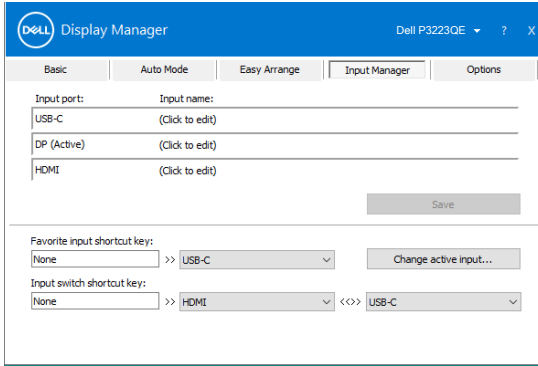 DELL Display Manager Dell P3223QE ? X
Basic Auto Mode Easy Arrange Input Manager Options
Input port: Input name:
USB-C (Click to edit)
DP (Active) (Click to edit)
HDMI (Click to edit)
Save
Favorite input shortcut key:
None >> USB-C Change active input...
Input switch shortcut key:
None >> HDMI <<>> USB-C